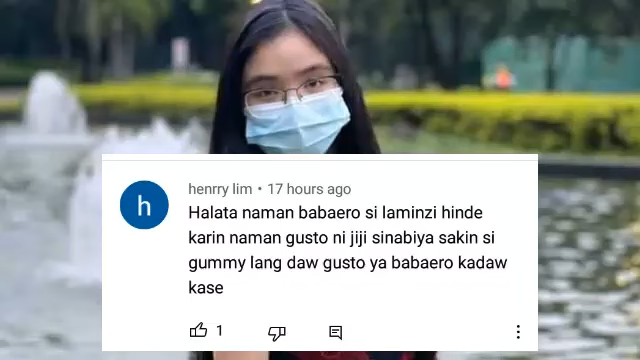 h
henrry lim • 17 hours ago
Halata naman babaero si laminzi hinde
karin naman gusto ni jiji sinabiya sakin si
gummy lang daw gusto ya babaero kadaw
kase
1